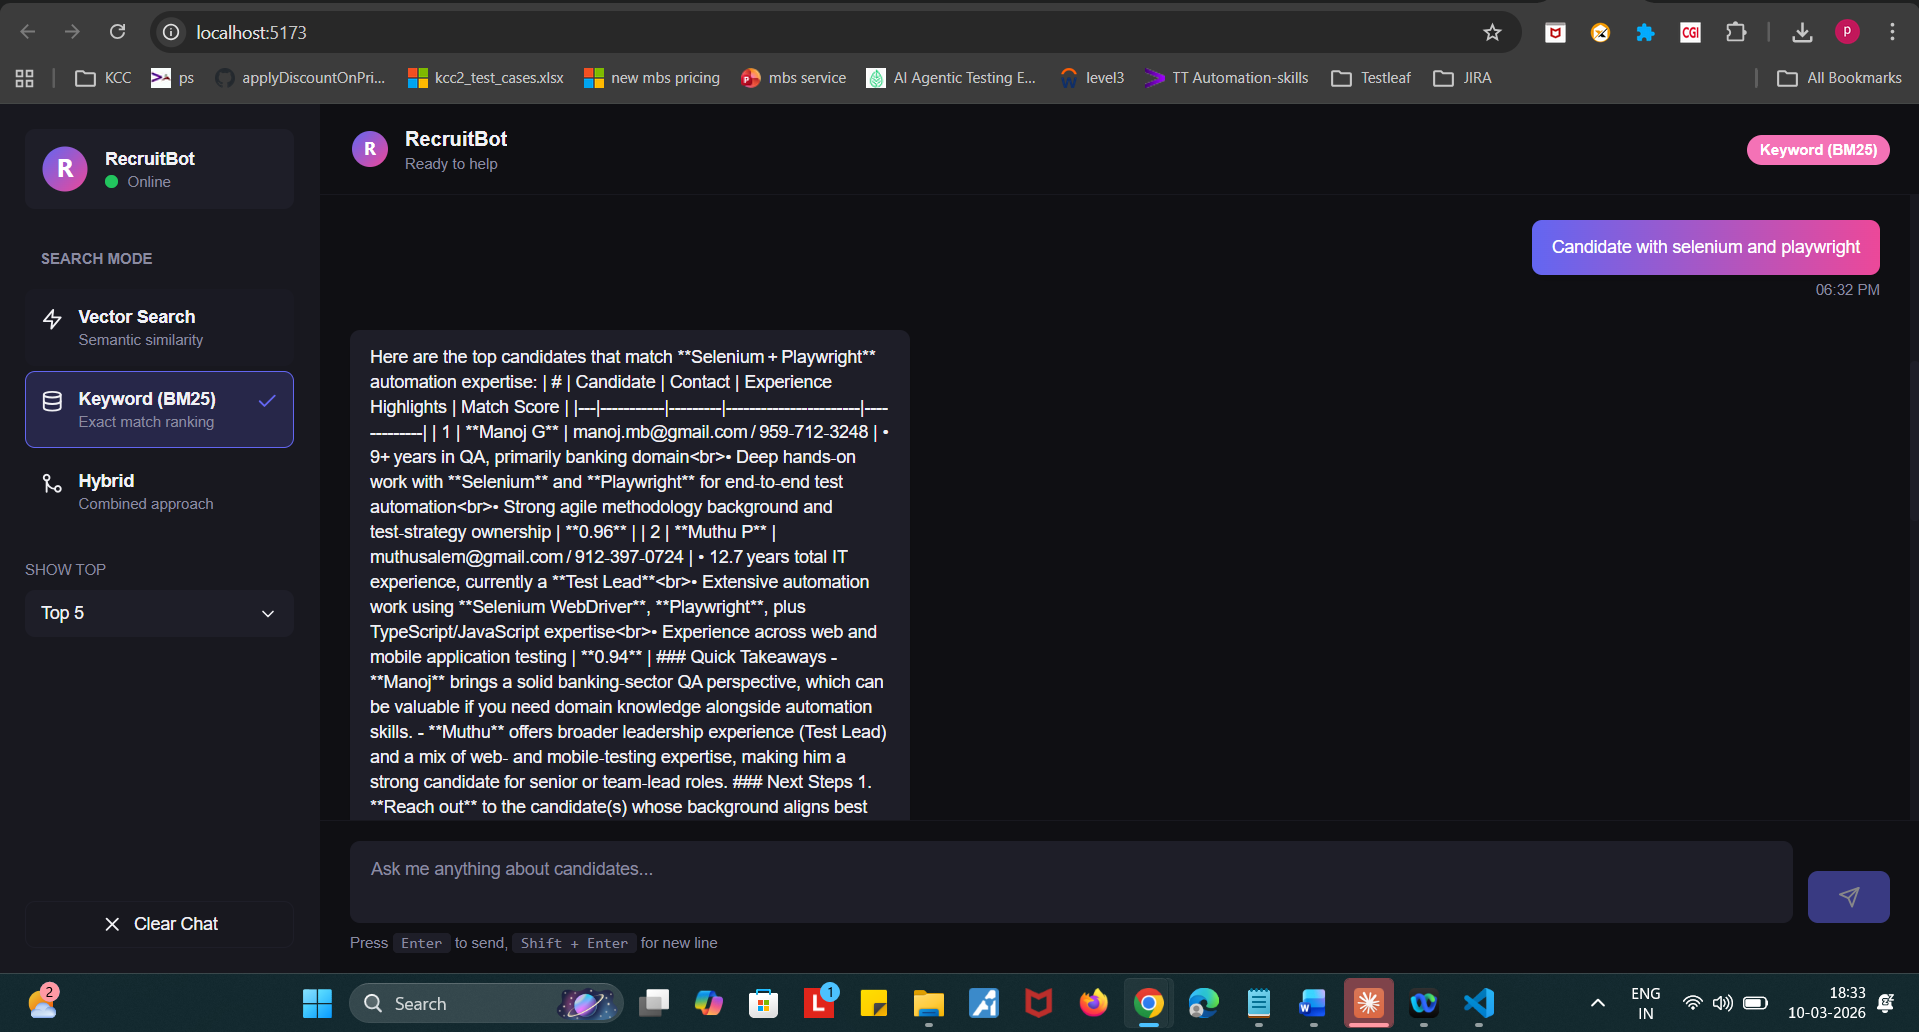 localhost:5173
CGI
p
KCC
ps
applyDiscountOnPri...
kcc2_test_cases.xlsx
new mbs pricing
mbs service
AI Agentic Testing E...
level3
TT Automation-skills
Testleaf
JIRA
All Bookmarks
R
RecruitBot
Online
SEARCH MODE
Vector Search
Semantic similarity
Keyword (BM25)
Exact match ranking
Hybrid
Combined approach
SHOW TOP
Top 5
Clear Chat
R
RecruitBot
Ready to help
Keyword (BM25)
Candidate with selenium and playwright
06:32 PM
Here are the top candidates that match **Selenium + Playwright**
automation expertise: | # | Candidate | Contact | Experience
Highlights | Match Score | |---|-----------|---------|-----------------------|----
-----------| | 1 | **Manoj G** | manoj.mb@gmail.com / 959-712-3248 | •
9+ years in QA, primarily banking domain<br>• Deep hands-on
work with **Selenium** and **Playwright** for end-to-end test
automation<br>• Strong agile methodology background and
test-strategy ownership | **0.96** | | 2 | **Muthu P** |
muthusalem@gmail.com / 912-397-0724 | • 12.7 years total IT
experience, currently a **Test Lead**<br>• Extensive automation
work using **Selenium WebDriver**, **Playwright**, plus
TypeScript/JavaScript expertise<br>• Experience across web and
mobile application testing | **0.94** | ### Quick Takeaways -
**Manoj** brings a solid banking-sector QA perspective, which can
be valuable if you need domain knowledge alongside automation
skills. - **Muthu** offers broader leadership experience (Test Lead)
and a mix of web- and mobile-testing expertise, making him a
strong candidate for senior or team-lead roles. ### Next Steps 1.
**Reach out** to the candidate(s) whose background aligns best
Ask me anything about candidates...
Press Enter to send, Shift + Enter for new line
2
Search
L
1
ENG
IN
18:33
10-03-2026